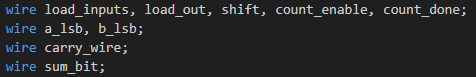 wire load_inputs, load_out, shift, count_enable, count_done;
wire a_lsb, b_lsb;
wire carry_wire;
wire sum_bit;